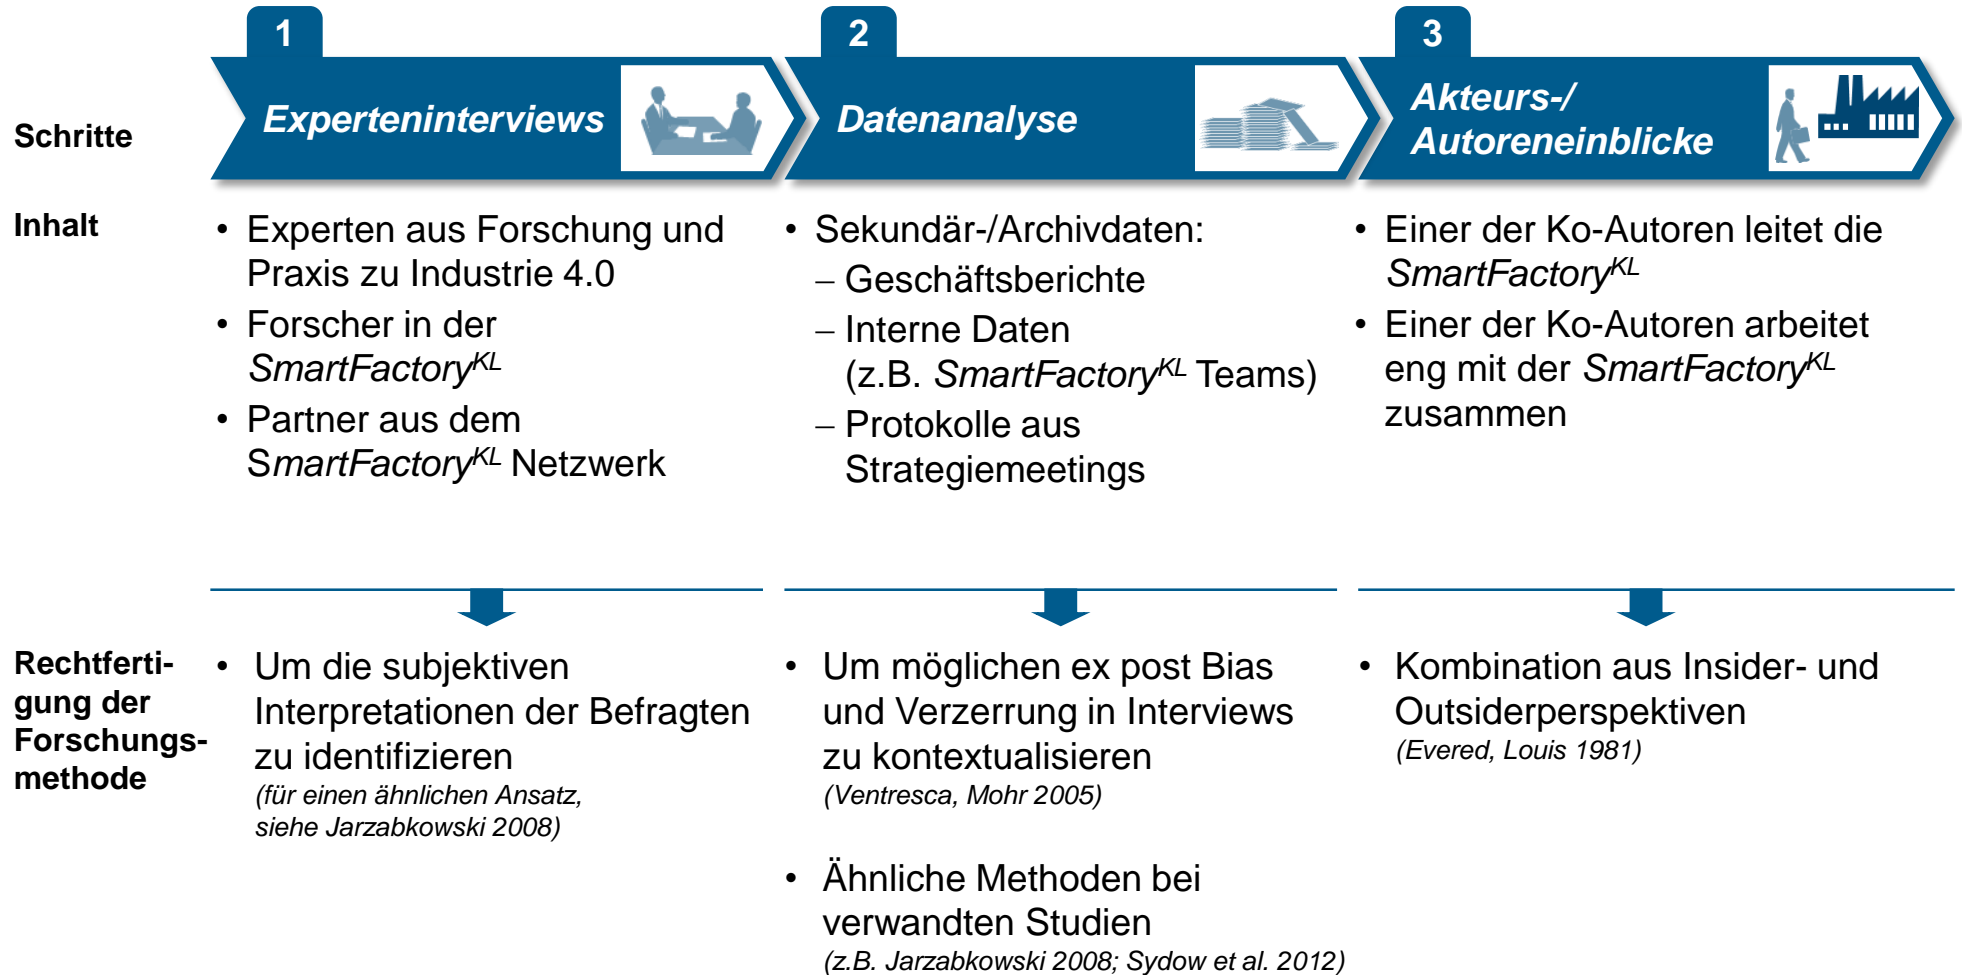 1
2
3
Schritte
Experteninterviews
Datenanalyse
Akteurs-/
Autoreneinblicke
Inhalt
• Experten aus Forschung und
Praxis zu Industrie 4.0
• Forscher in der
SmartFactoryKL
• Partner aus dem
SmartFactoryKL Netzwerk
• Sekundär-/Archivdaten:
– Geschäftsberichte
– Interne Daten
(z.B. SmartFactoryKL Teams)
– Protokolle aus
Strategiemeetings
• Einer der Ko-Autoren leitet die
SmartFactoryKL
• Einer der Ko-Autoren arbeitet
eng mit der SmartFactoryKL
zusammen
Rechtferti-
gung der
Forschungs-
methode
• Um die subjektiven
Interpretationen der Befragten
zu identifizieren
(für einen ähnlichen Ansatz,
siehe Jarzabkowski 2008)
• Um möglichen ex post Bias
und Verzerrung in Interviews
zu kontextualisieren
(Ventresca, Mohr 2005)
• Ähnliche Methoden bei
verwandten Studien
(z.B. Jarzabkowski 2008; Sydow et al. 2012)
• Kombination aus Insider- und
Outsiderperspektiven
(Evered, Louis 1981)